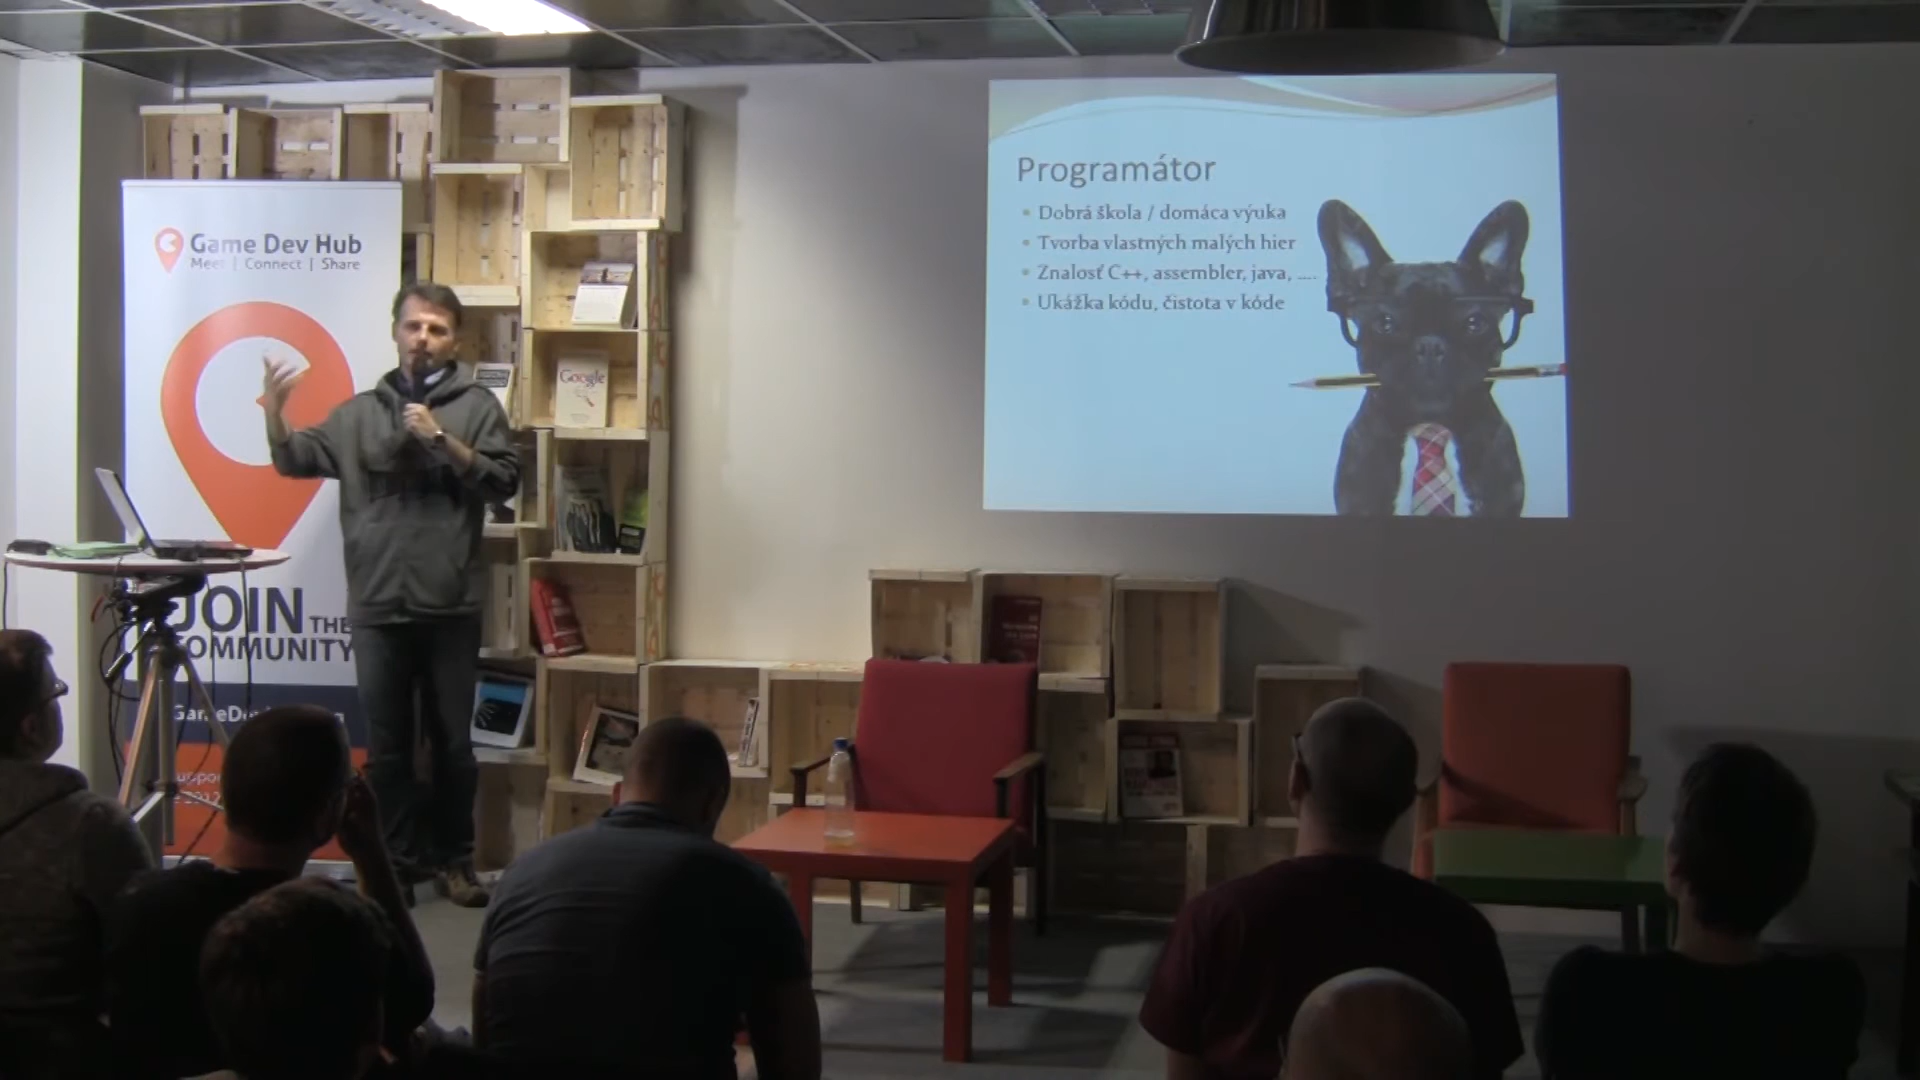 Game Dev Hub
Meet | Connect | Share
JOIN THE
COMMUNITY
Google
Programátor
• Dobrá škola / domáca výuka
• Tvorba vlastných malých hier
• Znalosť C++, assembler, java, ....
• Ukážka kódu, čistota v kóde